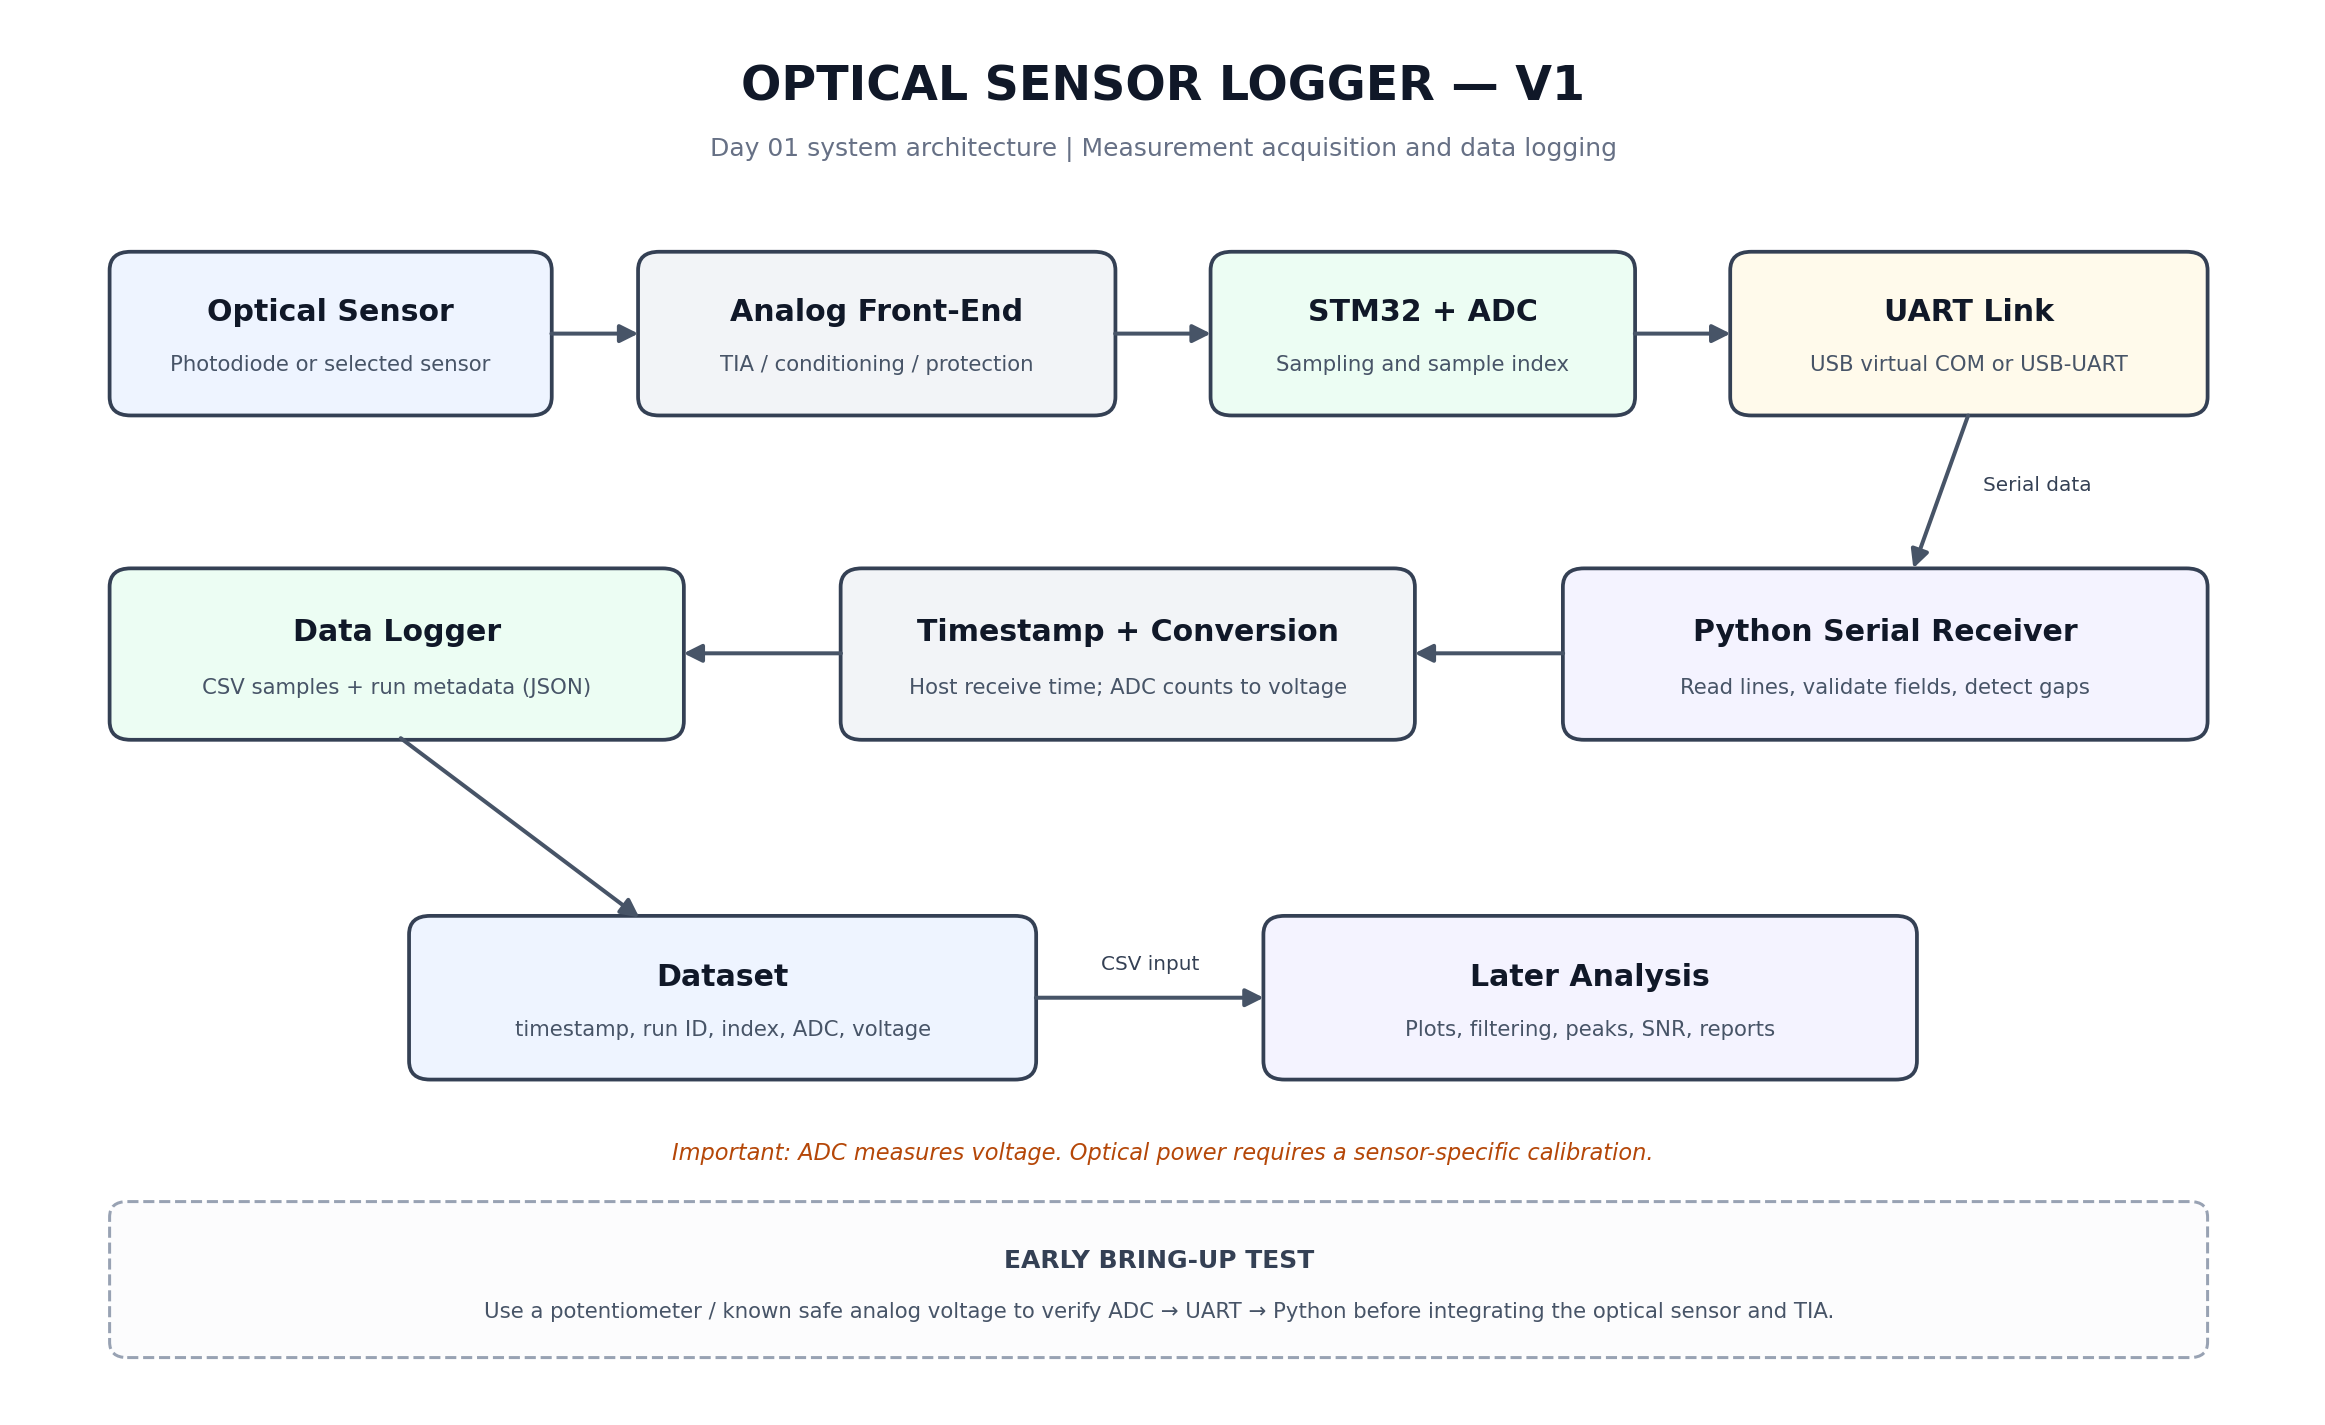 OPTICAL SENSOR LOGGER — V1
Day 01 system architecture | Measurement acquisition and data logging
Optical Sensor
Photodiode or selected sensor
Analog Front-End
TIA / conditioning / protection
STM32 + ADC
Sampling and sample index
UART Link
USB virtual COM or USB-UART
Serial data
Python Serial Receiver
Read lines, validate fields, detect gaps
Timestamp + Conversion
Host receive time; ADC counts to voltage
Data Logger
CSV samples + run metadata (JSON)
Dataset
timestamp, run ID, index, ADC, voltage
CSV input
Later Analysis
Plots, filtering, peaks, SNR, reports
Important: ADC measures voltage. Optical power requires a sensor-specific calibration.
EARLY BRING-UP TEST
Use a potentiometer / known safe analog voltage to verify ADC → UART → Python before integrating the optical sensor and TIA.